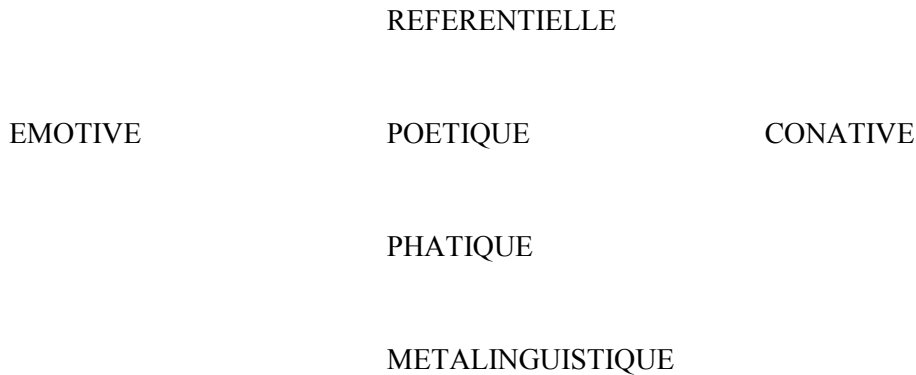 REFERENTIELLE
EMOTIVE POETIQUE CONATIVE
PHATIQUE
METALINGUISTIQUE